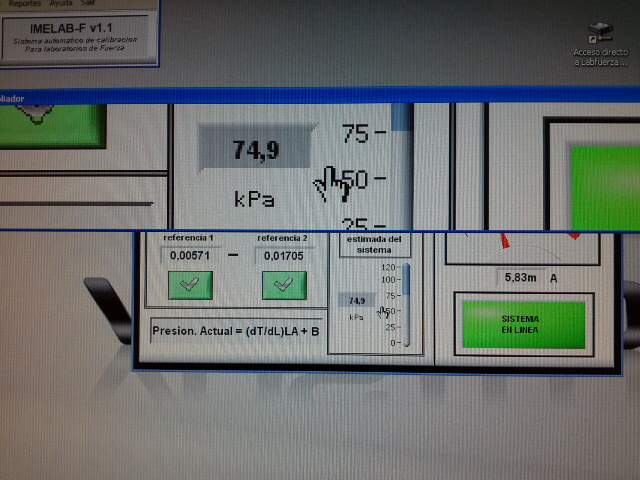 Reportes Ayuda Salir
IMELAB-F v1.1
Sistema automatico de calibracion
Para laboratorios de Fuerza
Acceso directo
a Labfuerza...
pliador
74,9
kPa
75
50
25
referencia 1
referencia 2
0,00571 — 0,01705
Presion. Actual = (dT/dL)LA + B
estimada del
sistema
120
100
75
50
25
0
74,9
kPa
5,83m A
SISTEMA
EN LINEA